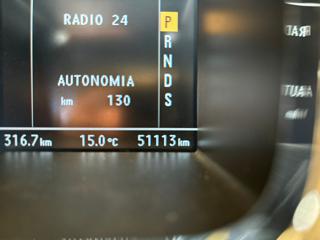 RADIO 24
P
R
N
D
S
AUTONOMIA
km 130
316.7km 15.0°C 51113km